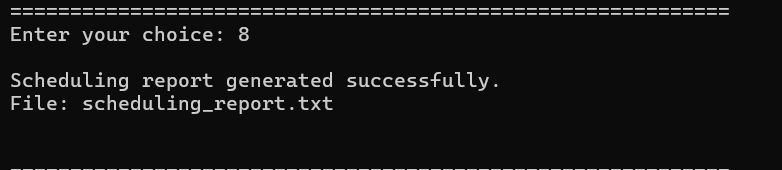 ============================================================
Enter your choice: 8
Scheduling report generated successfully.
File: scheduling_report.txt
============================================================